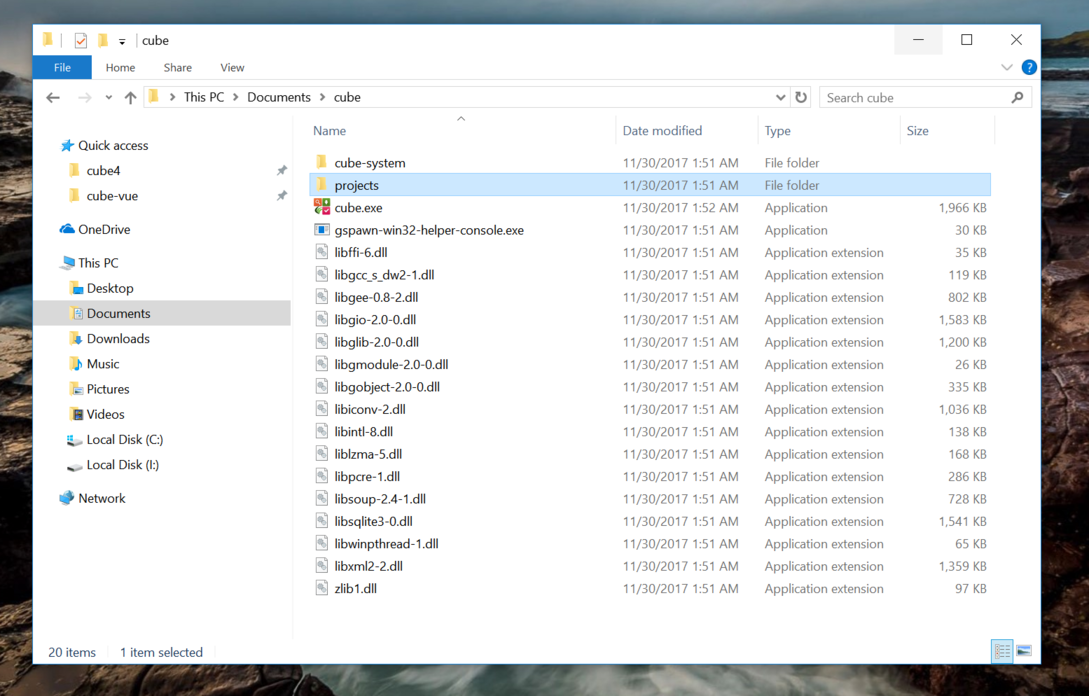 cube
File Home Share View
This PC Documents cube Search cube
Name Date modified Type Size
Quick access
cube4
cube-vue
OneDrive
This PC
Desktop
Documents
Downloads
Music
Pictures
Videos
Local Disk (C:)
Local Disk (I:)
Network
cube-system 11/30/2017 1:51 AM File folder
projects 11/30/2017 1:51 AM File folder
cube.exe 11/30/2017 1:52 AM Application 1,966 KB
gspawn-win32-helper-console.exe 11/30/2017 1:51 AM Application 30 KB
libffi-6.dll 11/30/2017 1:51 AM Application extension 35 KB
libgcc_s_dw2-1.dll 11/30/2017 1:51 AM Application extension 119 KB
libgee-0.8-2.dll 11/30/2017 1:51 AM Application extension 802 KB
libgio-2.0-0.dll 11/30/2017 1:51 AM Application extension 1,583 KB
libglib-2.0-0.dll 11/30/2017 1:51 AM Application extension 1,200 KB
libgmodule-2.0-0.dll 11/30/2017 1:51 AM Application extension 26 KB
libgobject-2.0-0.dll 11/30/2017 1:51 AM Application extension 335 KB
libiconv-2.dll 11/30/2017 1:51 AM Application extension 1,036 KB
libintl-8.dll 11/30/2017 1:51 AM Application extension 138 KB
liblzma-5.dll 11/30/2017 1:51 AM Application extension 168 KB
libpcre-1.dll 11/30/2017 1:51 AM Application extension 286 KB
libsoup-2.4-1.dll 11/30/2017 1:51 AM Application extension 728 KB
libsqlite3-0.dll 11/30/2017 1:51 AM Application extension 1,541 KB
libwinpthread-1.dll 11/30/2017 1:51 AM Application extension 65 KB
libxml2-2.dll 11/30/2017 1:51 AM Application extension 1,359 KB
zlib1.dll 11/30/2017 1:51 AM Application extension 97 KB
20 items 1 item selected